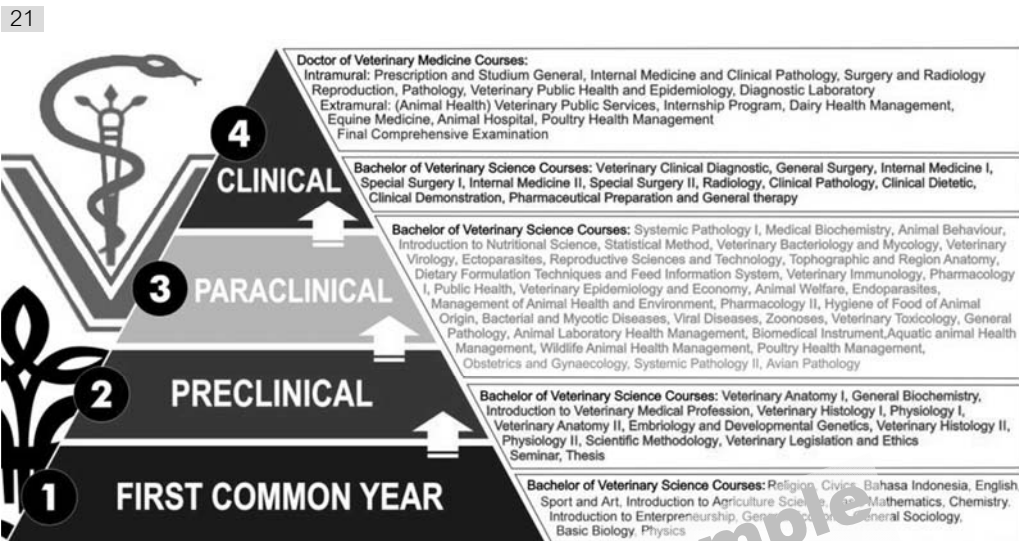 21
Doctor of Veterinary Medicine Courses:
Intramural: Prescription and Studium General, Internal Medicine and Clinical Pathology, Surgery and Radiology
Reproduction, Pathology, Veterinary Public Health and Epidemiology, Diagnostic Laboratory
Extramural: (Animal Health) Veterinary Public Services, Internship Program, Dairy Health Management,
Equine Medicine, Animal Hospital, Poultry Health Management
Final Comprehensive Examination
4
CLINICAL
Bachelor of Veterinary Science Courses: Veterinary Clinical Diagnostic, General Surgery, Internal Medicine I,
Special Surgery I, Internal Medicine II, Special Surgery II, Radiology, Clinical Pathology, Clinical Dietetic,
Clinical Demonstration, Pharmaceutical Preparation and General therapy
3
PARACLINICAL
Bachelor of Veterinary Science Courses: Systemic Pathology I, Medical Biochemistry, Animal Behaviour,
Introduction to Nutritional Science, Statistical Method, Veterinary Bacteriology and Mycology, Veterinary
Virology, Ectoparasites, Reproductive Sciences and Technology, Tophographic and Region Anatomy,
Dietary Formulation Techniques and Feed Information System, Veterinary Immunology, Pharmacology
I, Public Health, Veterinary Epidemiology and Economy, Animal Welfare, Endoparasites,
Management of Animal Health and Environment, Pharmacology II, Hygiene of Food of Animal
Origin, Bacterial and Mycotic Diseases, Viral Diseases, Zoonoses, Veterinary Toxicology, General
Pathology, Animal Laboratory Health Management, Biomedical Instrument,Aquatic animal Health
Management, Wildlife Animal Health Management, Poultry Health Management,
Obstetrics and Gynaecology, Systemic Pathology II, Avian Pathology
2
PRECLINICAL
Bachelor of Veterinary Science Courses: Veterinary Anatomy I, General Biochemistry,
Introduction to Veterinary Medical Profession, Veterinary Histology I, Physiology I,
Veterinary Anatomy II, Embriology and Developmental Genetics, Veterinary Histology II,
Physiology II, Scientific Methodology, Veterinary Legislation and Ethics
Seminar, Thesis
1
FIRST COMMON YEAR
Bachelor of Veterinary Science Courses: Religion, Civics, Bahasa Indonesia, English,
Sport and Art, Introduction to Agriculture Mathematics, Chemistry.
Introduction to Enterpreneurship, General Sociology,
Basic Biology, Physics